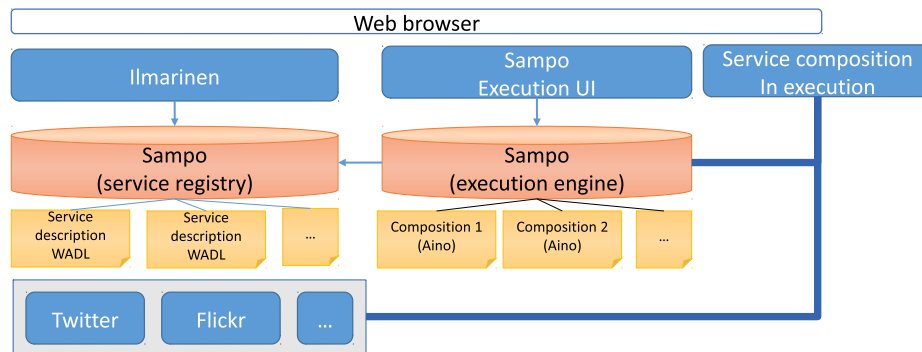 Web browser
Ilmarinen
Sampo
Execution UI
Service composition
In execution
Sampo
(service registry)
Sampo
(execution engine)
Service
description
WADL
Service
description
WADL
...
Composition 1
(Aino)
Composition 2
(Aino)
...
Twitter
Flickr
...